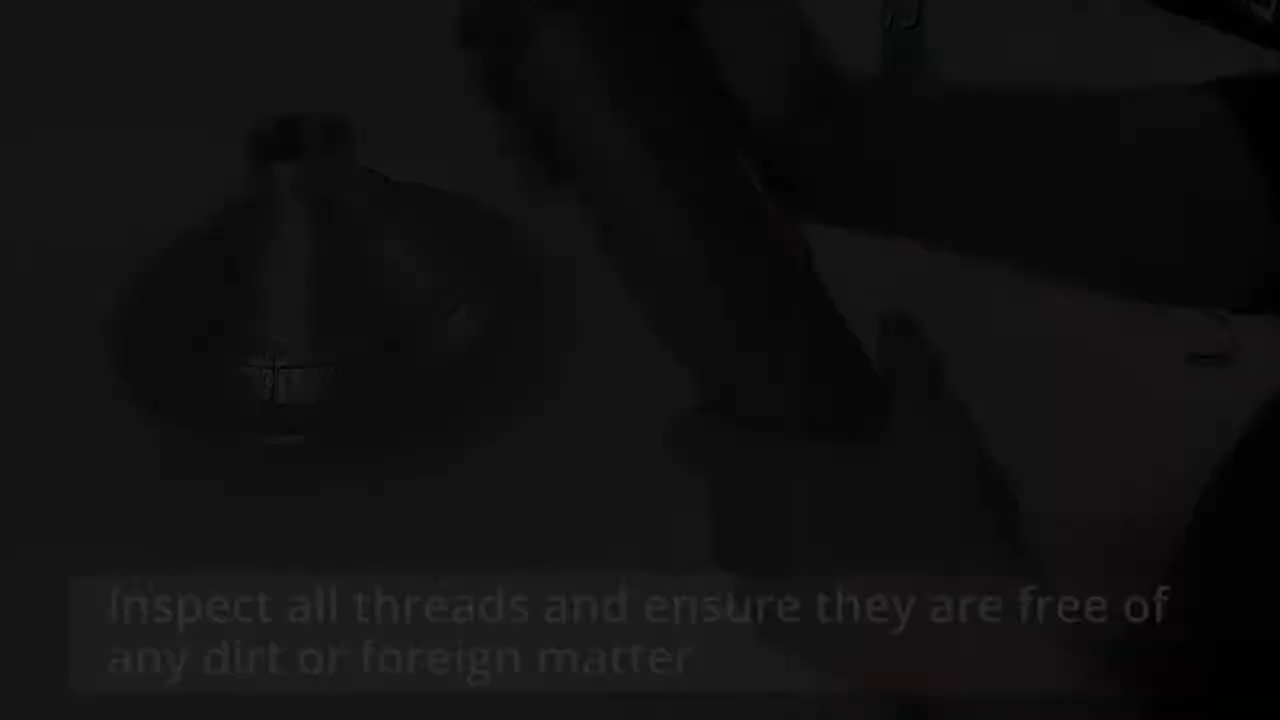 Inspect all threads and ensure they are free of
any dirt or foreign matter